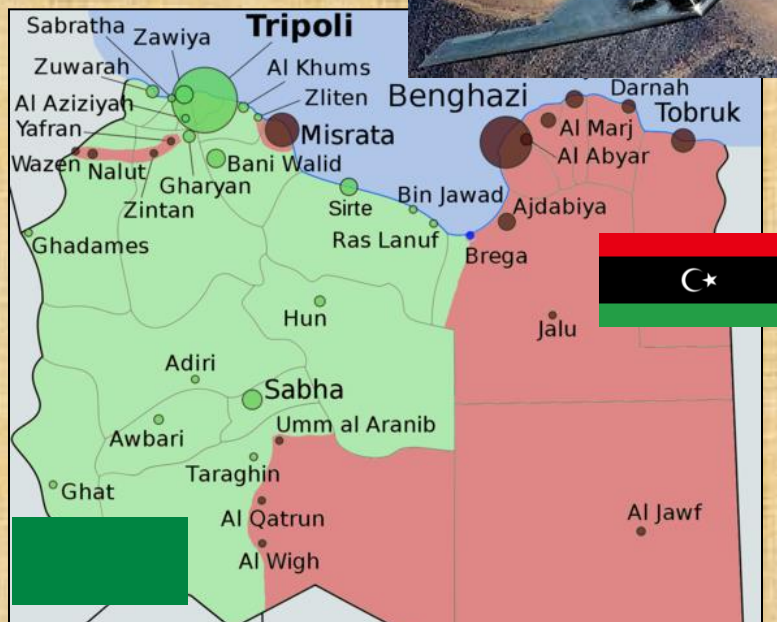 Sabratha
Tripoli
Zawiya
Zuwarah
Al Khums
Al Aziziyah
Zliten
Benghazi
Darnah
Tobruk
Yafran
Misrata
Al Marj
Wazen
Nalut
Bani Walid
Al Abyar
Gharyan
Zintan
Sirte
Bin Jawad
Ajdabiya
Ghadames
Ras Lanuf
Brega
Hun
Jalu
Adiri
Sabha
Awbari
Umm al Aranib
Taraghin
Ghat
Al Qatrun
Al Jawf
Al Wigh